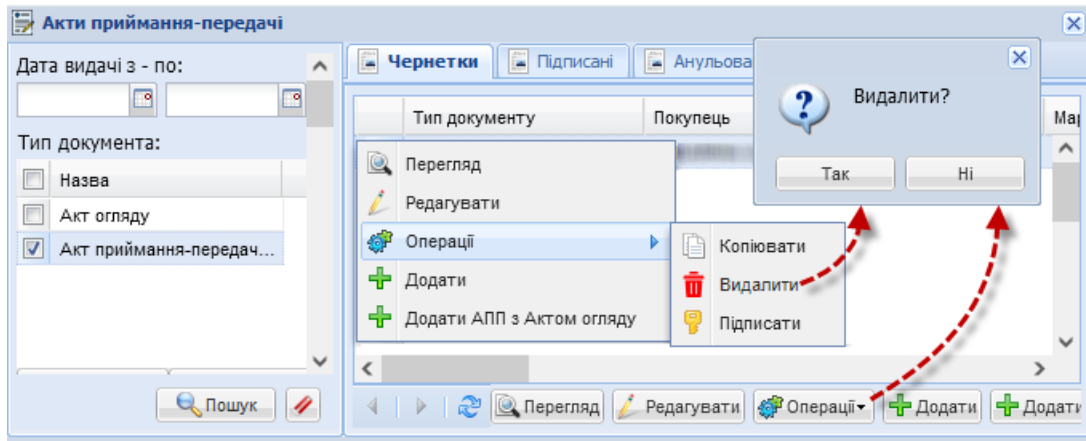 Акти приймання-передачі
Дата видачі з - по:
Тип документа:
Назва
Акт огляду
Акт приймання-передач...
Пошук
Чернетки
Підписані
Анульова
Тип документу
Покупець
Мар
Перегляд
Редагувати
Операції
Додати
Додати АПП з Актом огляду
Копіювати
Видалити
Підписати
Видалити?
Так Ні
Перегляд Редагувати Операції Додати Додати